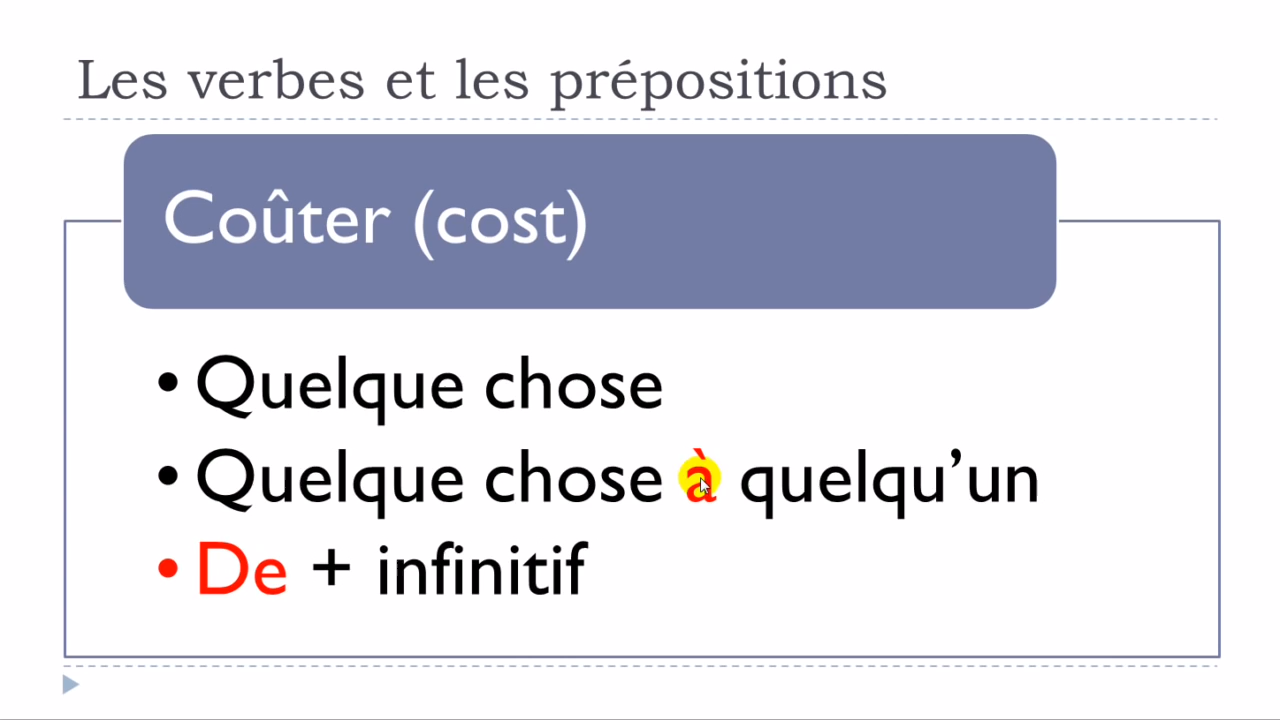 Les verbes et les prépositions
Coûter (cost)
• Quelque chose
• Quelque chose à quelqu’un
• De + infinitif